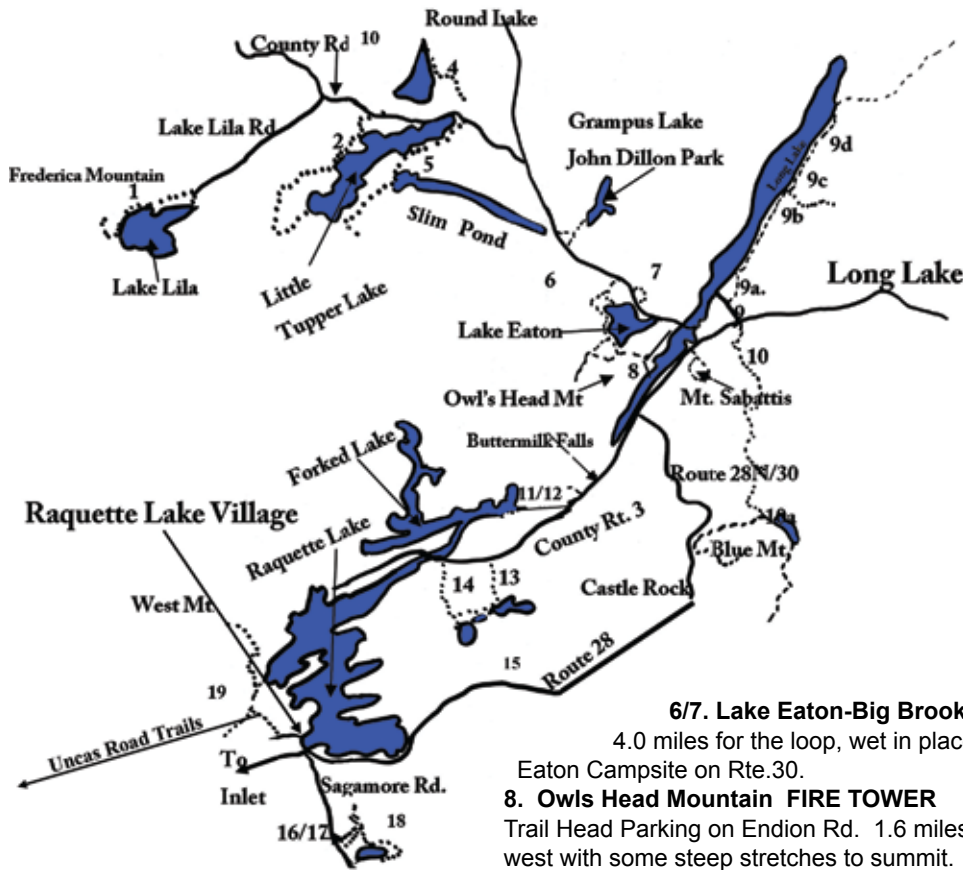 Round Lake
County Rd 10
4
Lake Lila Rd
2
Grampus Lake
John Dillon Park
Long Lake
9d
Frederica Mountain
1
5
9c
9b
Slim Pond
Lake Lila
Little
Tupper Lake
6
7
9a.
Long Lake
9
Lake Eaton
8
10
Owl's Head Mt
Mt. Sabattis
Buttermilk Falls
Forked Lake
Route 28N/30
11/12
Raquette Lake Village
Raquette Lake
County Rt. 3
10a
Blue Mt.
14
13
Castle Rock
West Mt
15
Route 28
19
Uncas Road Trails
To
Inlet
Sagamore Rd.
16/17
18
6/7. Lake Eaton-Big Brook
4.0 miles for the loop, wet in plac
Eaton Campsite on Rte.30.
8. Owls Head Mountain FIRE TOWER
Trail Head Parking on Endion Rd. 1.6 miles
west with some steep stretches to summit.